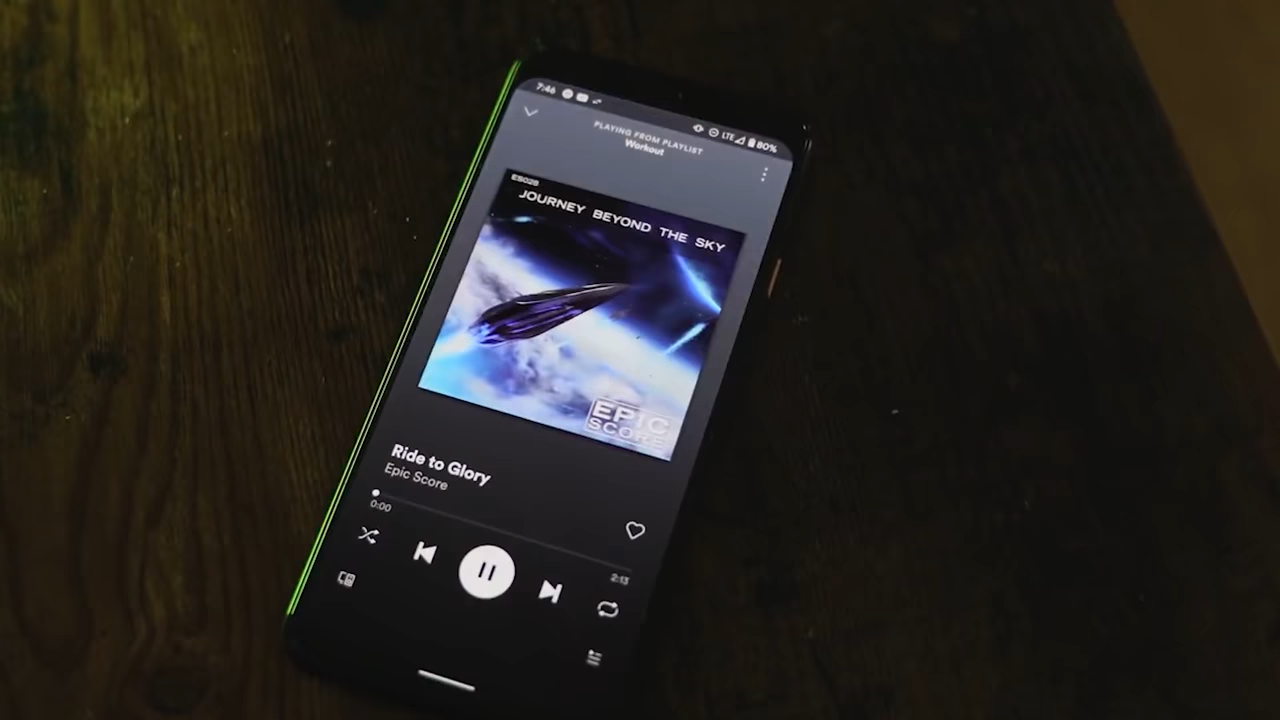 7:46 LTE 80%
PLAYING FROM PLAYLIST
Workout
ES028
JOURNEY BEYOND THE SKY
EPIC
SCORE
Ride to Glory
Epic Score
0:00
2:13